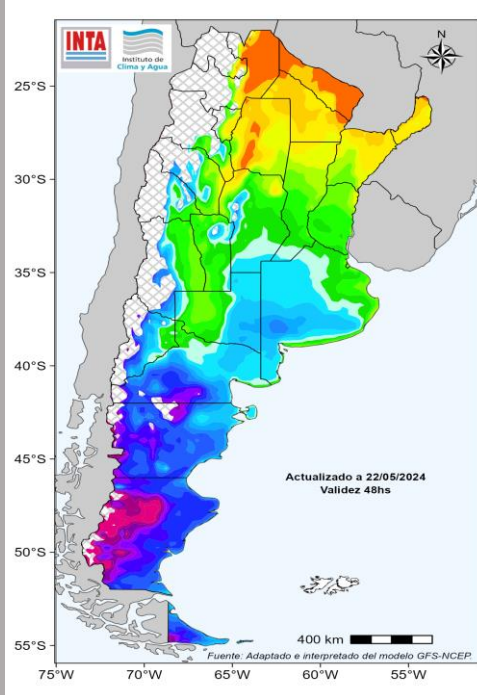 INTA
Instituto de
Clima y Agua
N
25°S
30°S
35°S
40°S
45°S
50°S
55°S
Actualizado a 22/05/2024
Validez 48hs
400 km
Fuente: Adaptado e interpretado del modelo GFS-NCEP.
75°W
70°W
65°W
60°W
55°W